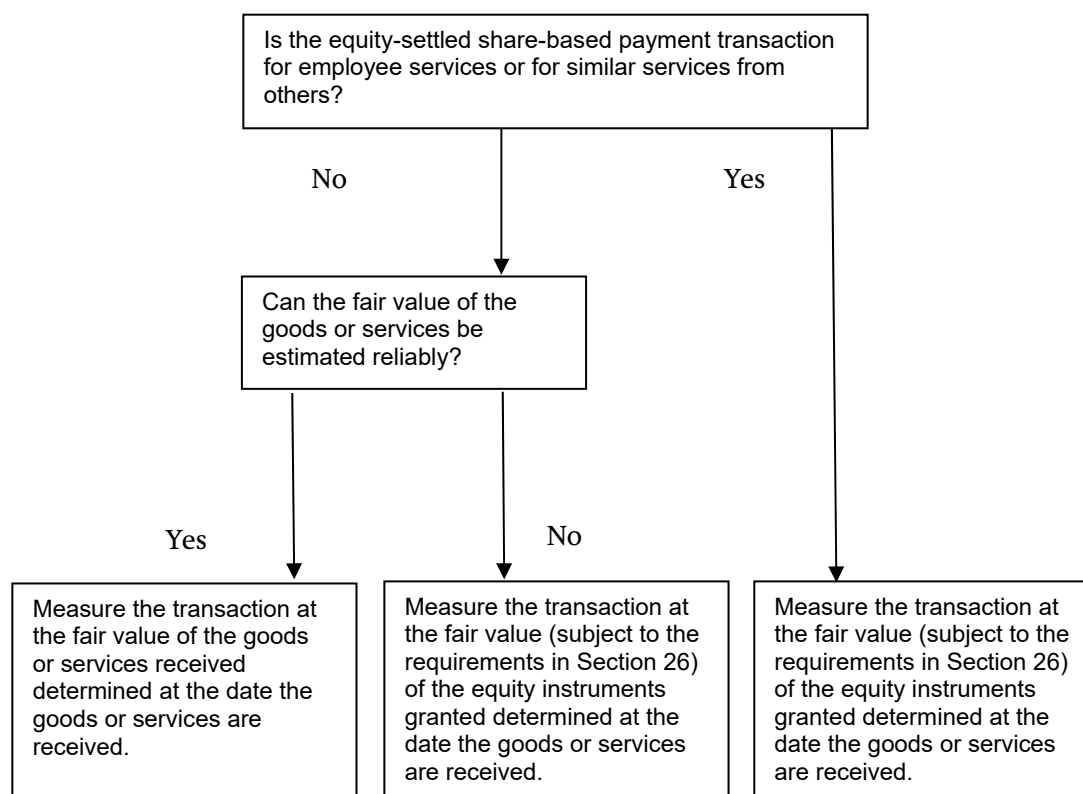 Is the equity-settled share-based payment transaction
for employee services or for similar services from
others?
No
Yes
Can the fair value of the
goods or services be
estimated reliably?
Yes
No
Measure the transaction at
the fair value of the goods
or services received
determined at the date the
goods or services are
received.
Measure the transaction at
the fair value (subject to the
requirements in Section 26)
of the equity instruments
granted determined at the
date the goods or services
are received.
Measure the transaction at
the fair value (subject to the
requirements in Section 26)
of the equity instruments
granted determined at the
date the goods or services
are received.